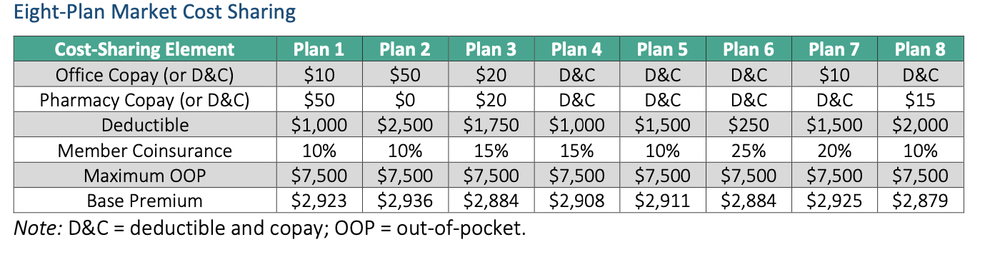 Eight-Plan Market Cost Sharing
Cost-Sharing Element Plan 1 Plan 2 Plan 3 Plan 4 Plan 5 Plan 6 Plan 7 Plan 8
Office Copay (or D&C) $10 $50 $20 D&C D&C D&C $10 D&C
Pharmacy Copay (or D&C) $50 $0 $20 D&C D&C D&C D&C $15
Deductible $1,000 $2,500 $1,750 $1,000 $1,500 $250 $1,500 $2,000
Member Coinsurance 10% 10% 15% 15% 10% 25% 20% 10%
Maximum OOP $7,500 $7,500 $7,500 $7,500 $7,500 $7,500 $7,500 $7,500
Base Premium $2,923 $2,936 $2,884 $2,908 $2,911 $2,884 $2,925 $2,879
Note: D&C = deductible and copay; OOP = out-of-pocket.